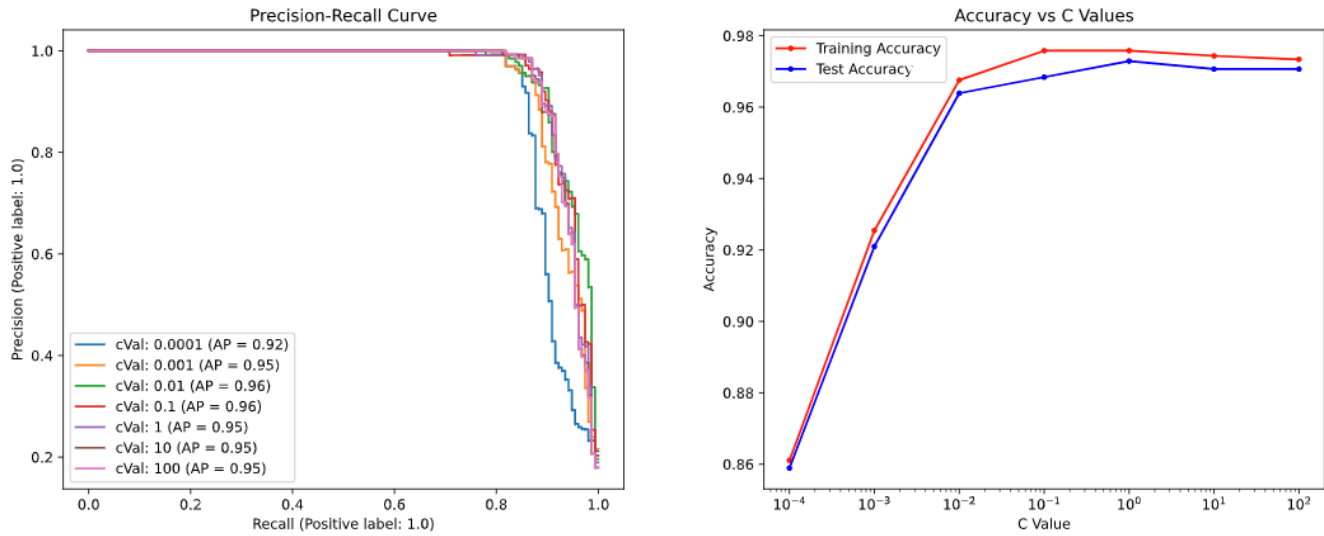 Precision-Recall Curve
1.0
0.8
0.6
0.4
0.2
Precision (Positive label: 1.0)
cVal: 0.0001 (AP = 0.92)
cVal: 0.001 (AP = 0.95)
cVal: 0.01 (AP = 0.96)
cVal: 0.1 (AP = 0.96)
cVal: 1 (AP = 0.95)
cVal: 10 (AP = 0.95)
cVal: 100 (AP = 0.95)
0.0 0.2 0.4 0.6 0.8 1.0
Recall (Positive label: 1.0)
Accuracy vs C Values
0.98
0.96
0.94
0.92
0.90
0.88
0.86
Accuracy
Training Accuracy
Test Accuracy
10⁻⁴ 10⁻³ 10⁻² 10⁻¹ 10⁰ 10¹ 10²
C Value